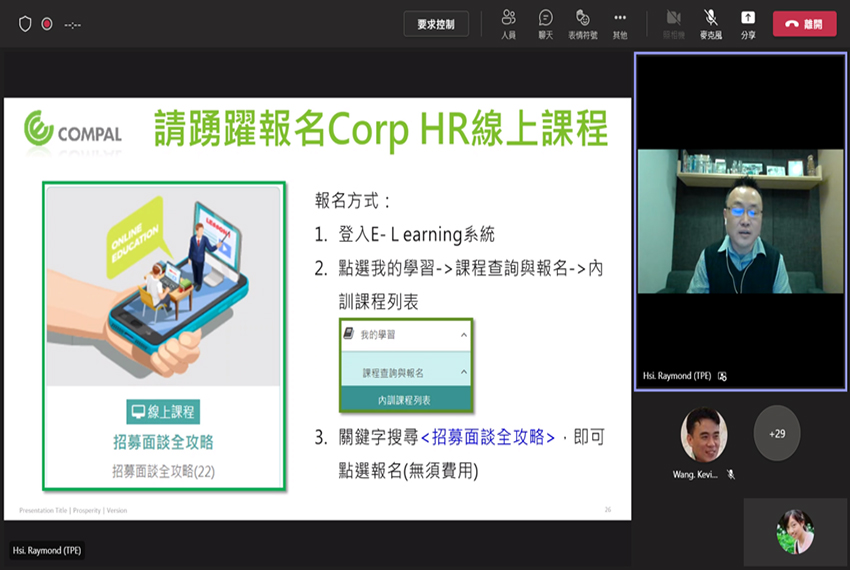 --:--
要求控制
人員
聊天
表情符號
其他
照相機
麥克風
分享
離開
COMPAL
請踴躍報名Corp HR線上課程
ONLINE
EDUCATION
LEARNING
線上課程
招募面談全攻略
招募面談全攻略(22)
報名方式：
1. 登入E- L earning系統
2. 點選我的學習->課程查詢與報名->內
訓課程列表
我的學習
課程查詢與報名
內訓課程列表
3. 關鍵字搜尋<招募面談全攻略>，即可
點選報名(無須費用)
Presentation Title | Prosperity | Version
26
Hsi. Raymond (TPE)
Hsi. Raymond (TPE)
Wang. Kevi...
+29